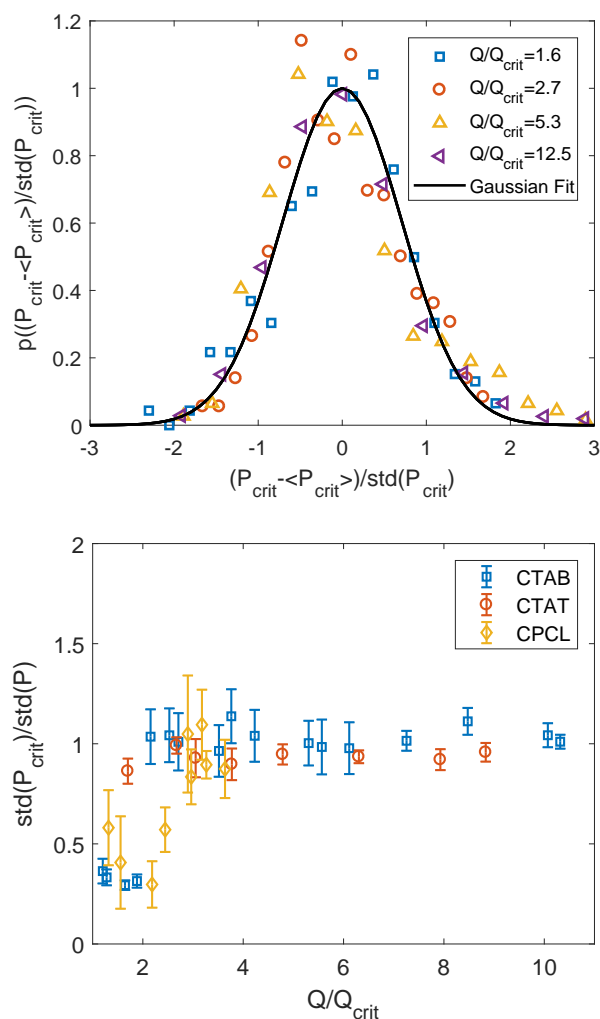 1.2
1
0.8
0.6
0.4
0.2
0
p((P_crit-<P_crit>)/std(P_crit))
Q/Q_crit=1.6
Q/Q_crit=2.7
Q/Q_crit=5.3
Q/Q_crit=12.5
Gaussian Fit
-3 -2 -1 0 1 2 3
(P_crit-<P_crit>)/std(P_crit)
2
1.5
1
0.5
0
std(P_crit)/std(P)
CTAB
CTAT
CPCL
2 4 6 8 10
Q/Q_crit